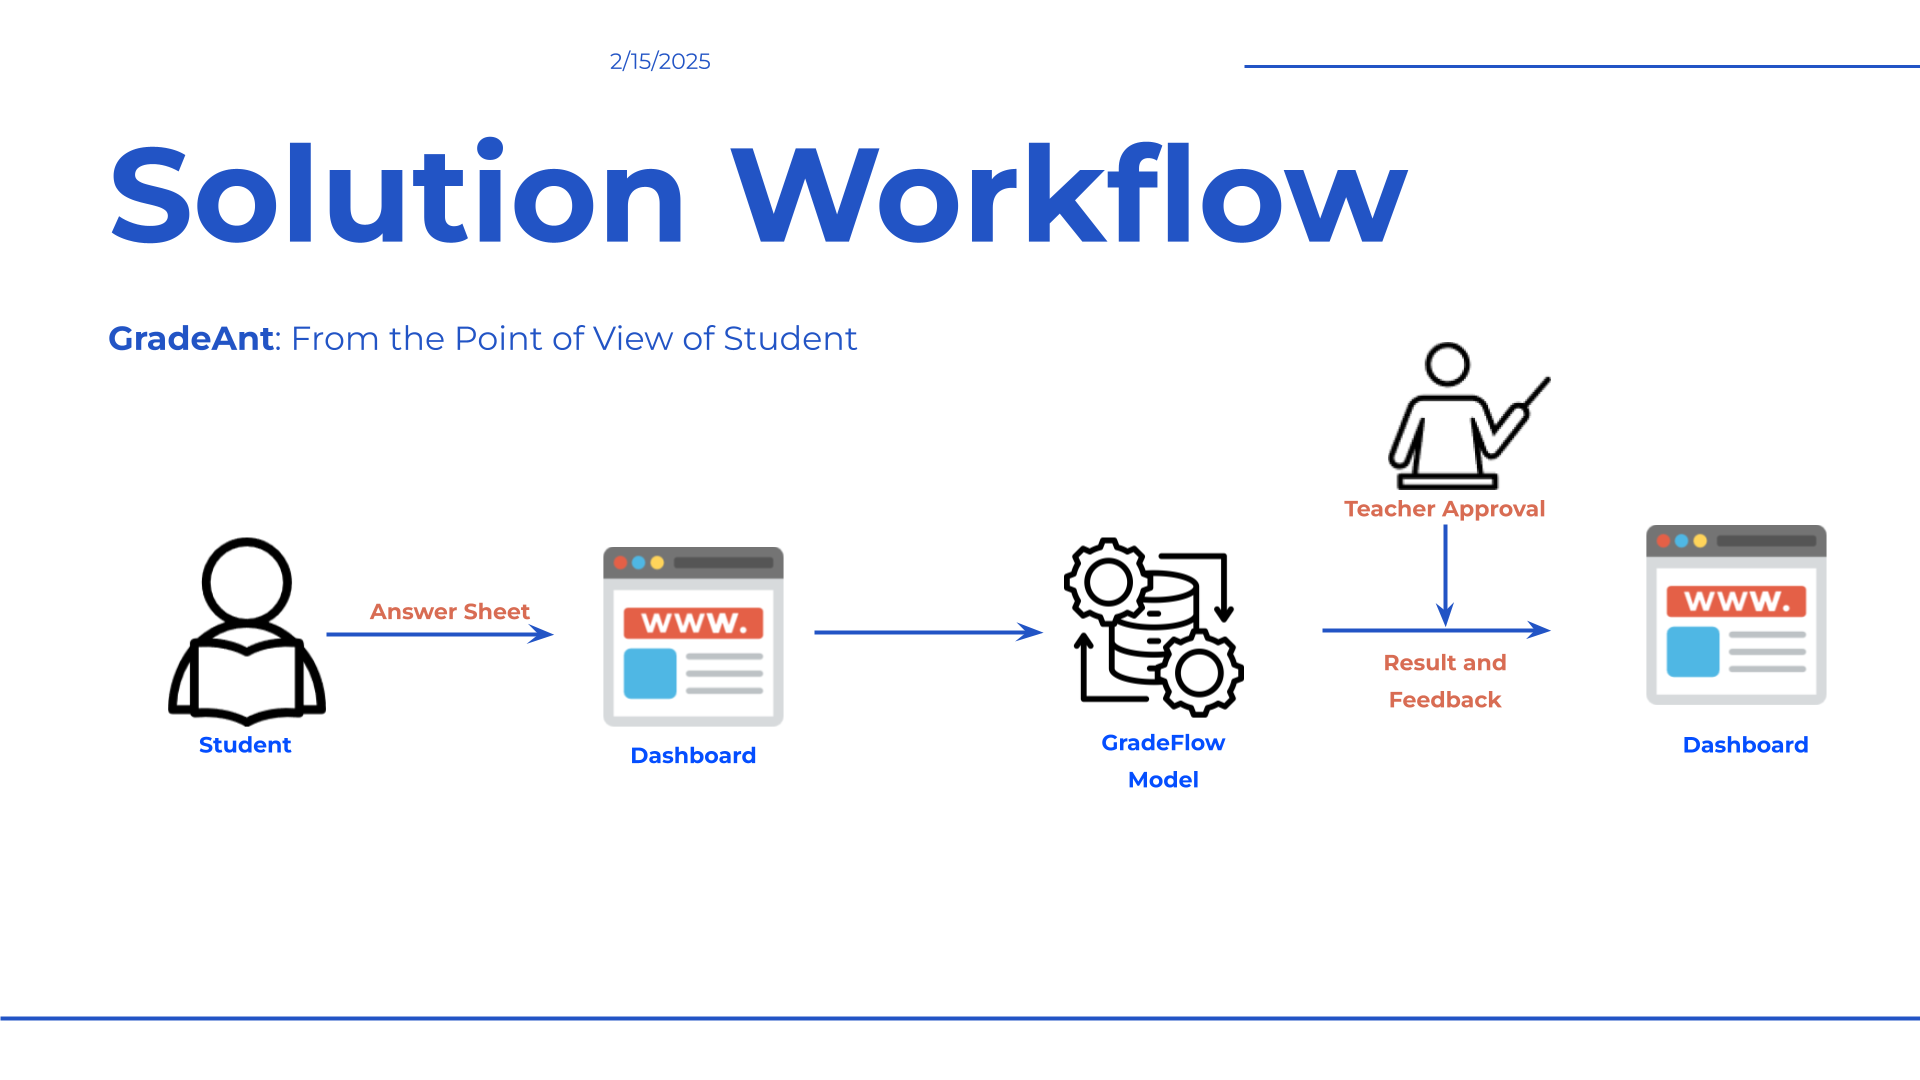 2/15/2025
Solution Workflow
GradeAnt: From the Point of View of Student
Teacher Approval
Answer Sheet
www.
www.
Result and
Feedback
Student
Dashboard
GradeFlow
Model
Dashboard